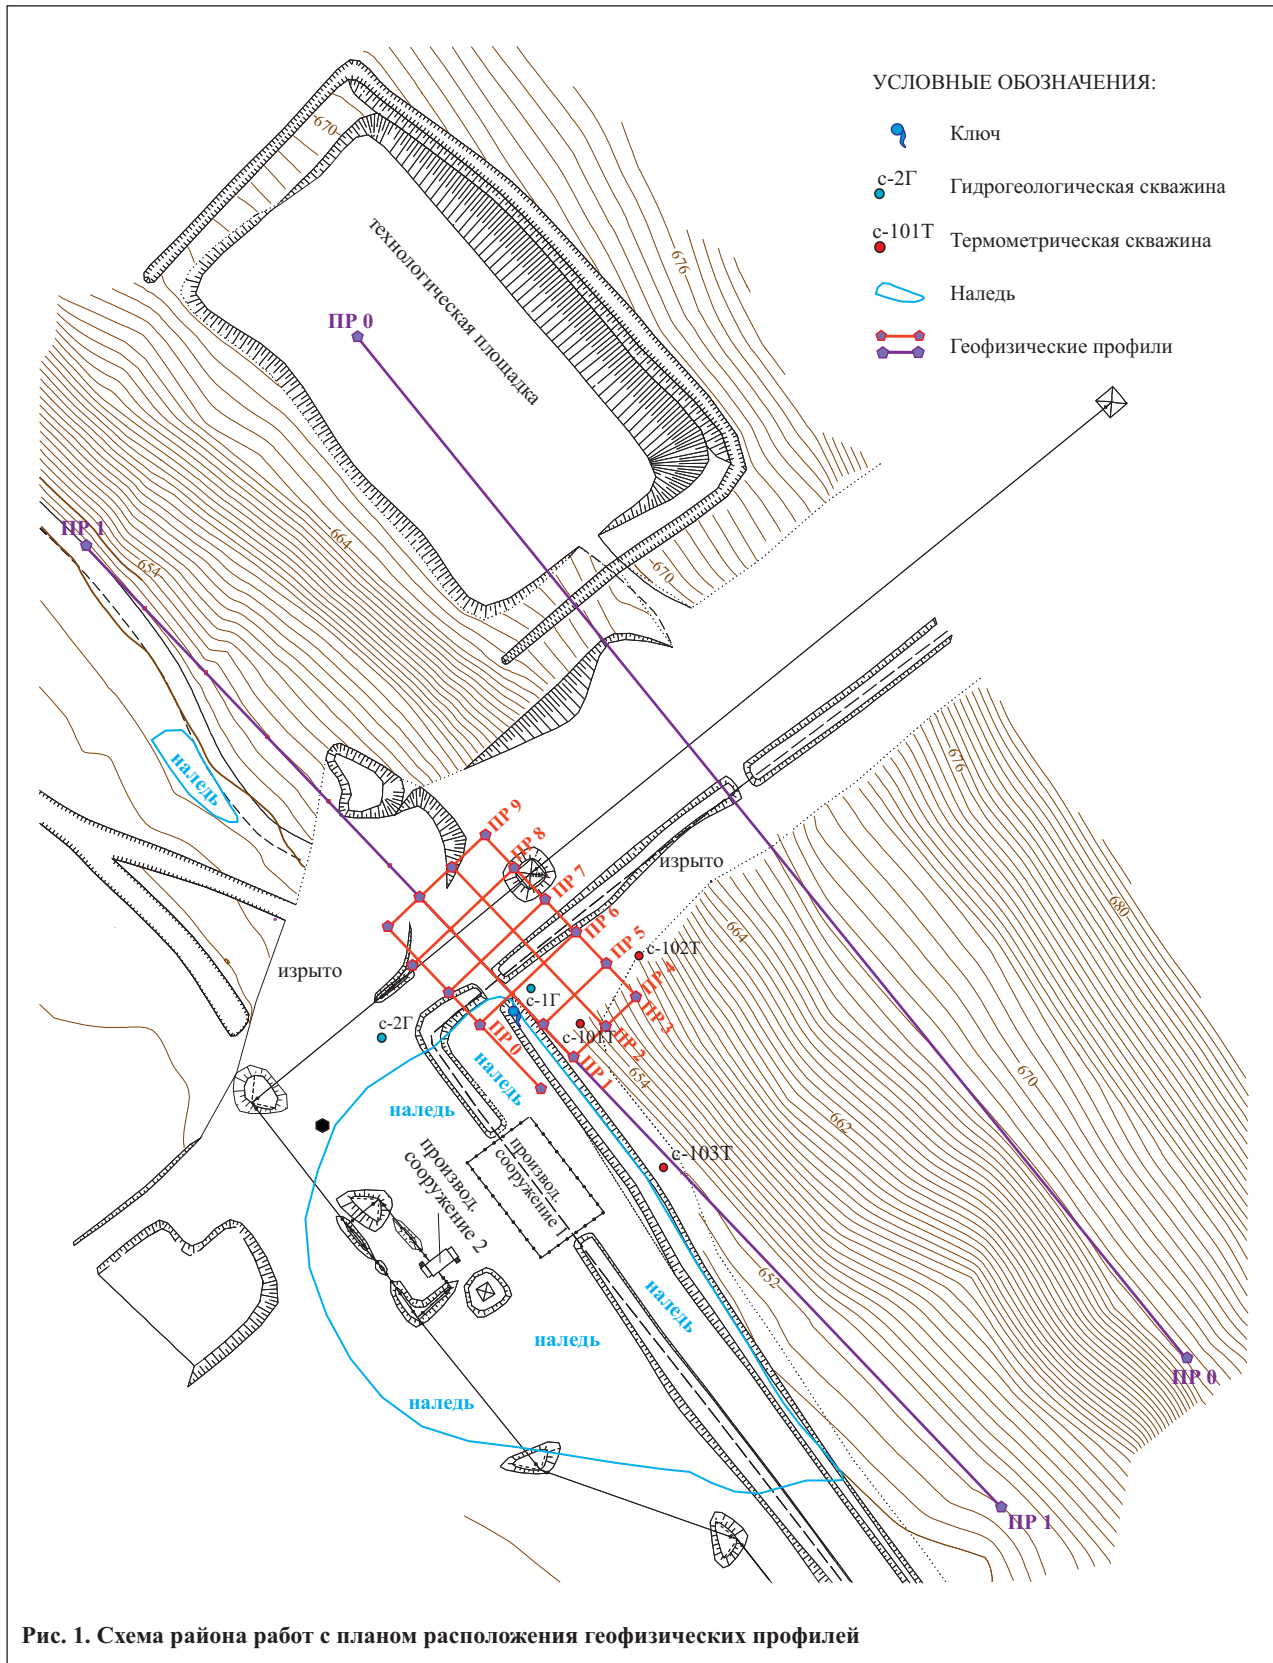 УСЛОВНЫЕ ОБОЗНАЧЕНИЯ:
Ключ
с-2Г
Гидрогеологическая скважина
с-101Т
Термометрическая скважина
Наледь
Геофизические профили
670
676
технологическая площадка
ПР 0
ПР 1
664
654
670
наледь
676
ПР 9
ПР 8
изрыто
ПР 7
680
ПР 6
664
ПР 5
с-102Т
изрыто
ПР 4
с-1Г
ПР 3
с-2Г
с-101Т
ПР 0
ПР 2
наледь
ПР 1
654
670
наледь
662
производ.
сооружение 1
с-103Т
производ.
сооружение 2
652
наледь
наледь
ПР 0
наледь
ПР 1
Рис. 1. Схема района работ с планом расположения геофизических профилей